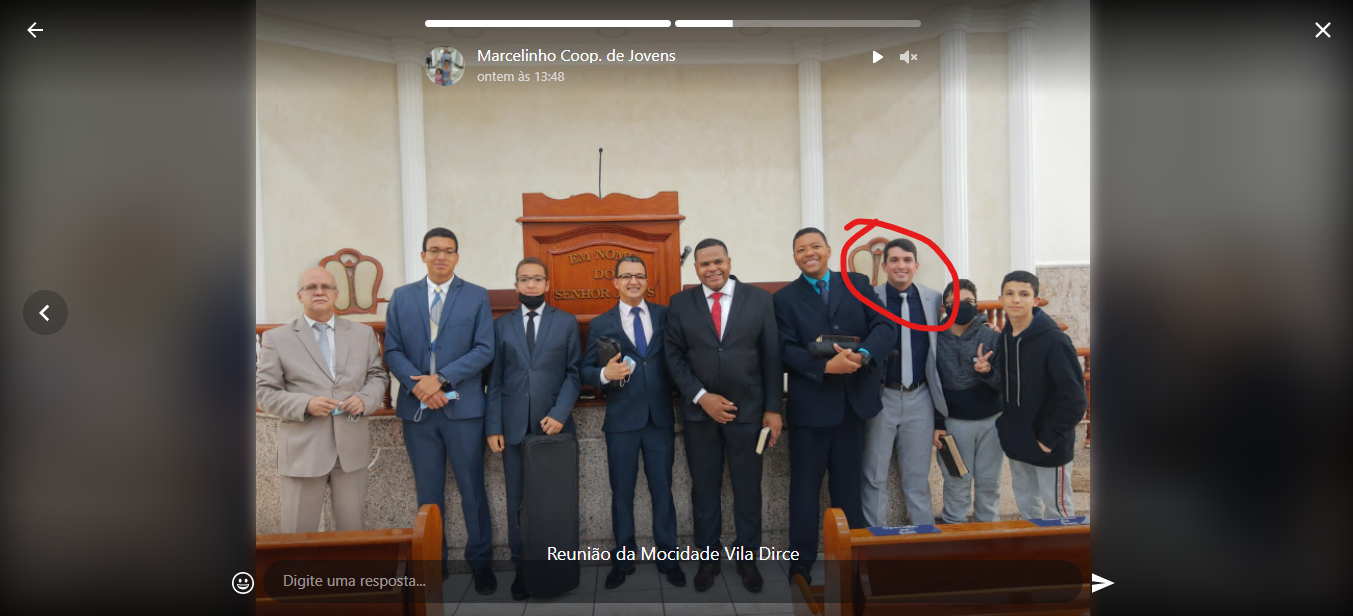 Marcelinho Coop. de Jovens
ontem às 13:48
EM NOME
DO
SENHOR
Reunião da Mocidade Vila Dirce
Digite uma resposta...